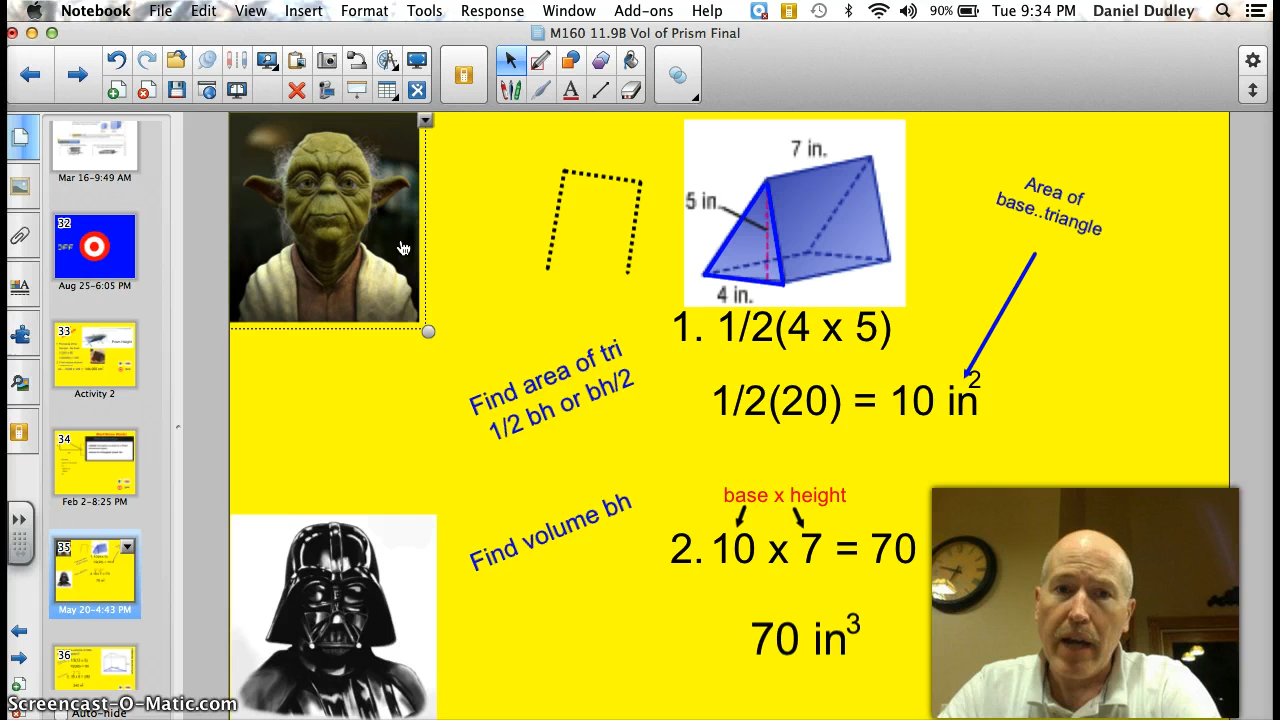 Notebook File Edit View Insert Format Tools Response Window Add-ons Help 90% Tue 9:34 PM Daniel Dudley
M160 11.9B Vol of Prism Final
Mar 16-9:49 AM
32
OFF
Aug 25-6:05 PM
33
Activity 2
34
Feb 2-8:25 PM
35
May 20-4:43 PM
36
Auto-hide
7 in.
5 in.
4 in.
Area of
base..triangle
1. 1/2(4 x 5)
Find area of tri
1/2 bh or bh/2
1/2(20) = 10 in²
base x height
Find volume bh
2. 10 x 7 = 70
70 in³
Screencast-O-Matic.com